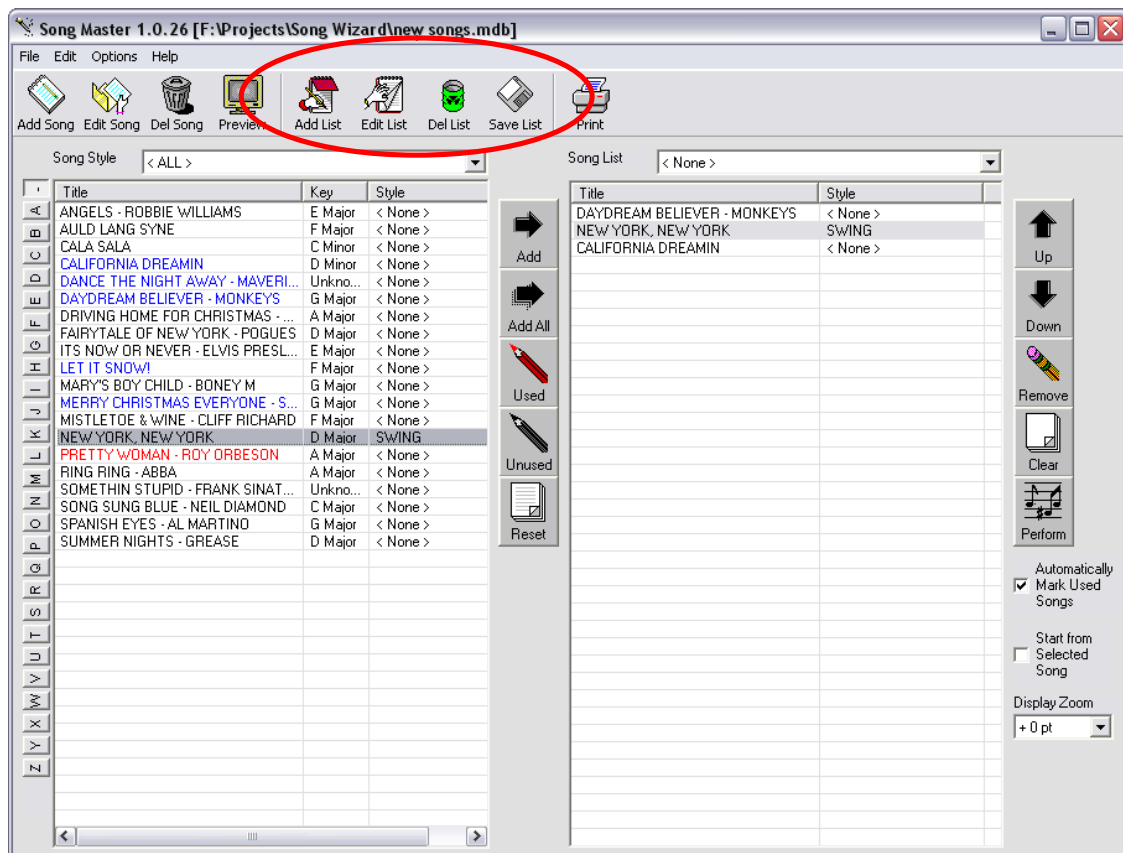 Song Master 1.0.26 [F:\Projects\Song Wizard\new songs.mdb]
File Edit Options Help
Add Song Edit Song Del Song Preview Add List Edit List Del List Save List Print
Song Style < ALL > Song List < None >
Title Key Style
ANGELS - ROBBIE WILLIAMS E Major < None >
AULD LANG SYNE F Major < None >
CALA SALA C Minor < None >
CALIFORNIA DREAMIN D Minor < None >
DANCE THE NIGHT AWAY - MAVERI... Unkno... < None >
DAYDREAM BELIEVER - MONKEYS G Major < None >
DRIVING HOME FOR CHRISTMAS - ... A Major < None >
FAIRYTALE OF NEW YORK - POGUES D Major < None >
ITS NOW OR NEVER - ELVIS PRESL... E Major < None >
LET IT SNOW! F Major < None >
MARY'S BOY CHILD - BONEY M G Major < None >
MERRY CHRISTMAS EVERYONE - S... G Major < None >
MISTLETOE & WINE - CLIFF RICHARD F Major < None >
NEW YORK, NEW YORK D Major SWING
PRETTY WOMAN - ROY ORBESON A Major < None >
RING RING - ABBA A Major < None >
SOMETHIN STUPID - FRANK SINAT... Unkno... < None >
SONG SUNG BLUE - NEIL DIAMOND C Major < None >
SPANISH EYES - AL MARTINO G Major < None >
SUMMER NIGHTS - GREASE D Major < None >
-
A
B
C
D
E
F
G
H
I
J
K
L
M
N
O
P
Q
R
S
T
U
V
W
X
Y
Z
Add
Add All
Used
Unused
Reset
Title Style
DAYDREAM BELIEVER - MONKEYS < None >
NEW YORK, NEW YORK SWING
CALIFORNIA DREAMIN < None >
Up
Down
Remove
Clear
Perform
Automatically
Mark Used
Songs
Start from
Selected
Song
Display Zoom
+ 0 pt